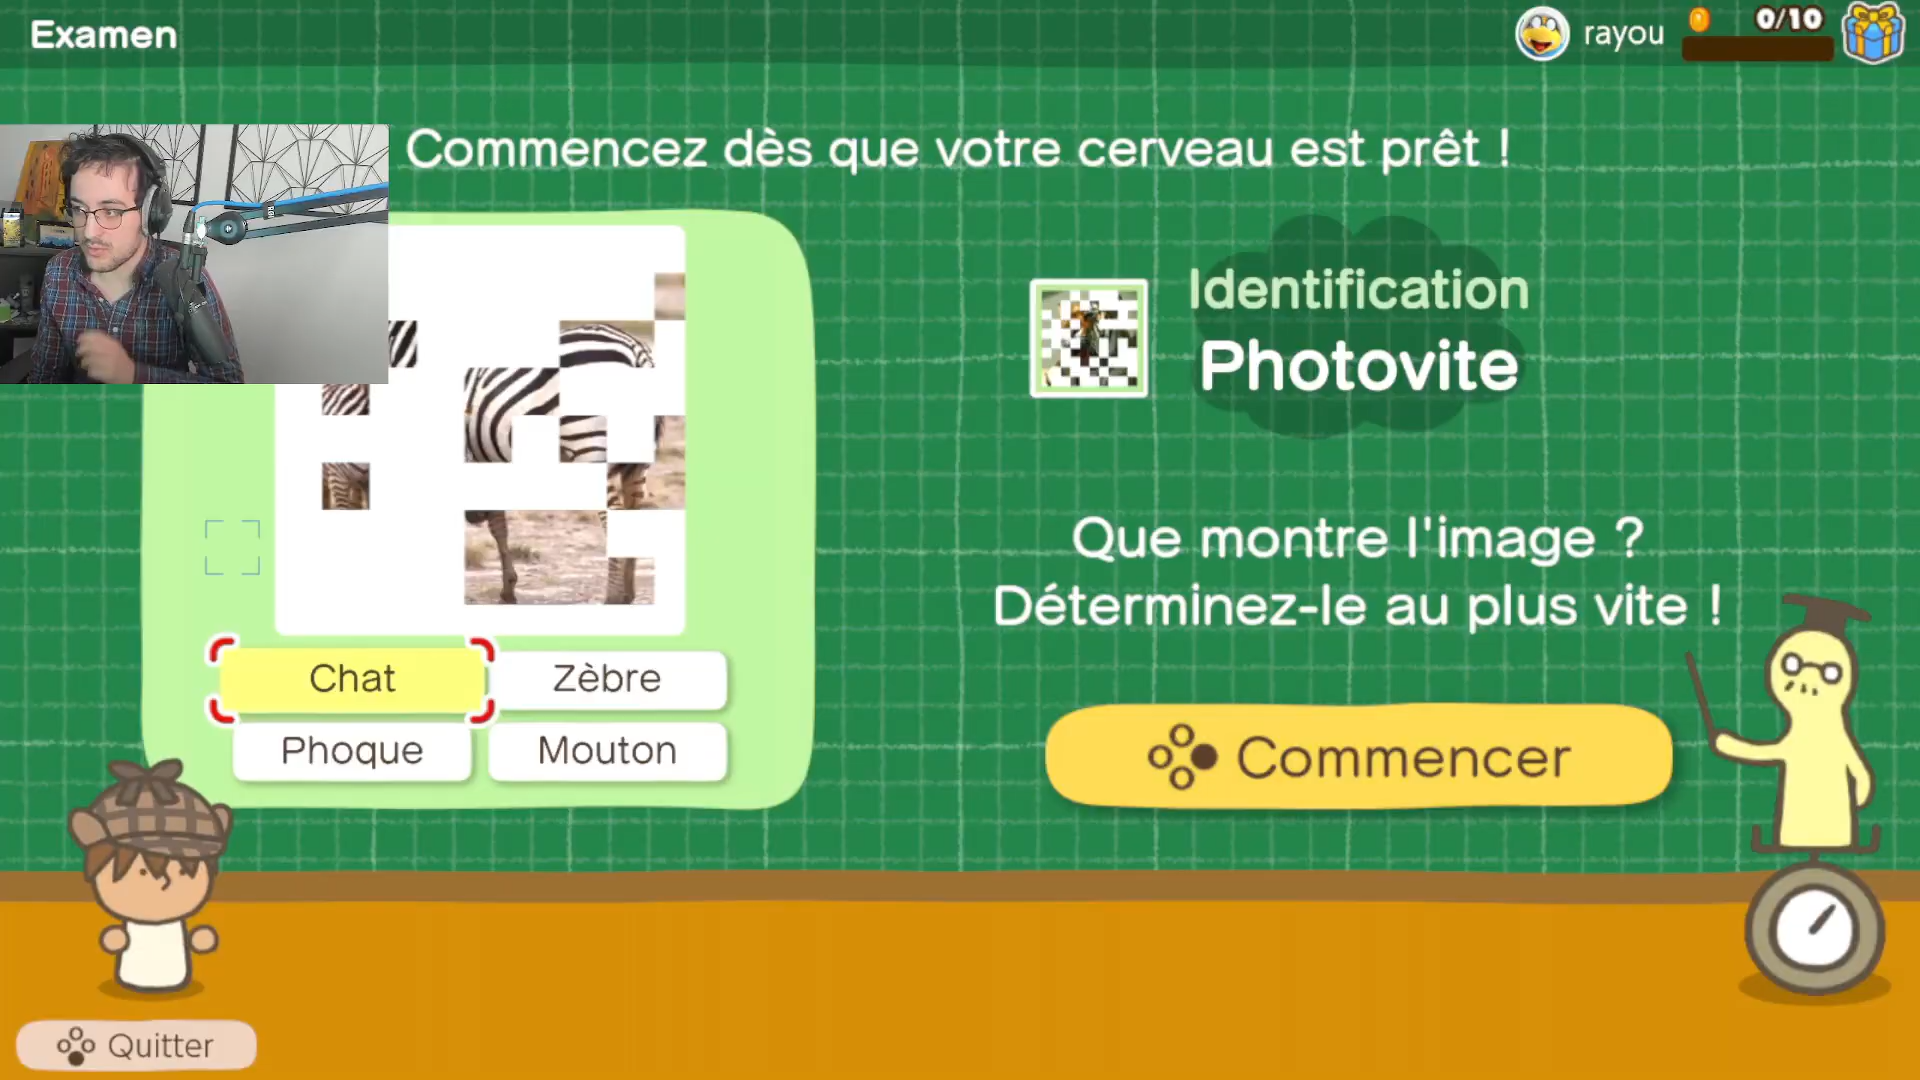 Examen
rayou
0/10
Commencez dès que votre cerveau est prêt !
Identification
Photovite
Que montre l'image ?
Déterminez-le au plus vite !
Chat
Zèbre
Phoque
Mouton
Commencer
Quitter